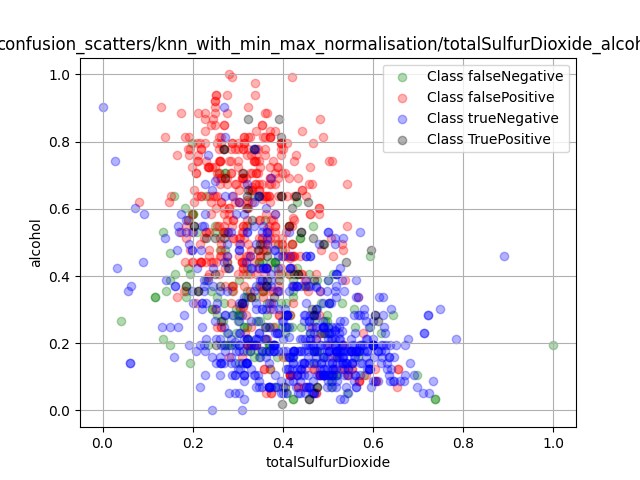 confusion_scatters/knn_with_min_max_normalisation/totalSulfurDioxide_alcoh
Class falseNegative
Class falsePositive
Class trueNegative
Class TruePositive
1.0
0.8
0.6
0.4
0.2
0.0
alcohol
0.0 0.2 0.4 0.6 0.8 1.0
totalSulfurDioxide